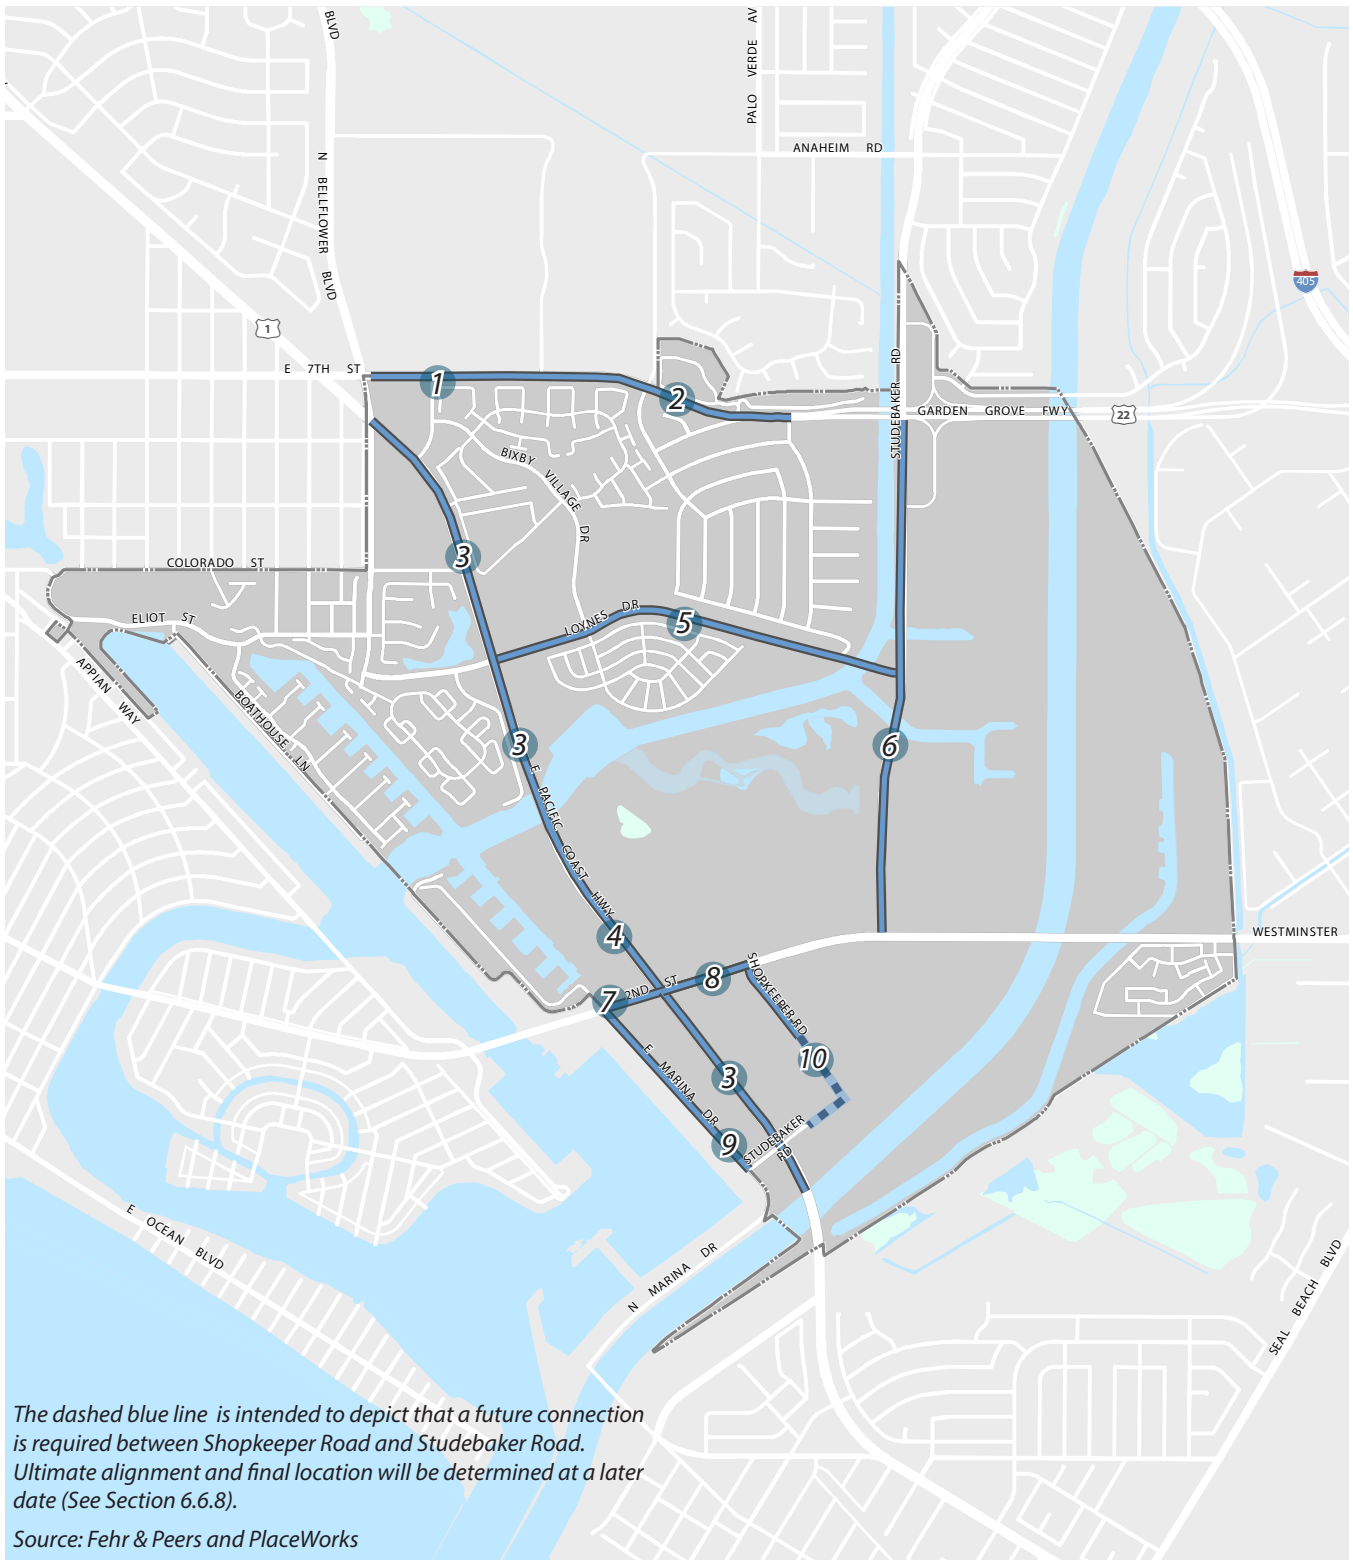 BLVD
PALO VERDE AV
ANAHEIM RD
N BELLFLOWER BLVD
405
1
E 7TH ST
1
2
STUDEBAKER RD
GARDEN GROVE FWY
22
BIXBY VILLAGE DR
3
COLORADO ST
ELIOT ST
LOYNES DR
5
APPIAN WAY
BOATHOUSE LN
3
6
E PACIFIC COAST HWY
4
WESTMINSTER
SHOPKEEPER RD
8
2ND ST
7
10
E MARINA DR
3
9
STUDEBAKER RD
E OCEAN BLVD
N MARINA DR
SEAL BEACH BLVD
The dashed blue line is intended to depict that a future connection
is required between Shopkeeper Road and Studebaker Road.
Ultimate alignment and final location will be determined at a later
date (See Section 6.6.8).
Source: Fehr & Peers and PlaceWorks